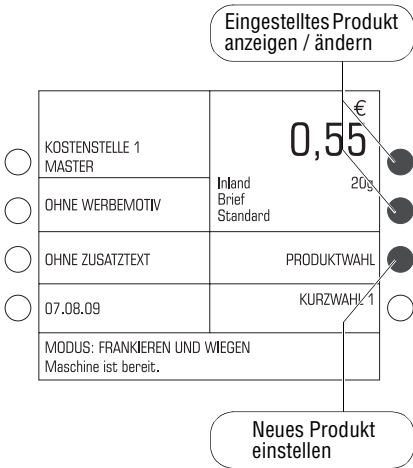 Eingestelltes Produkt
anzeigen / ändern
€
0,55
KOSTENSTELLE 1
MASTER
Inland 20g
Brief
Standard
OHNE WERBEMOTIV
OHNE ZUSATZTEXT
PRODUKTWAHL
07.08.09
KURZWAHL 1
MODUS: FRANKIEREN UND WIEGEN
Maschine ist bereit.
Neues Produkt
einstellen